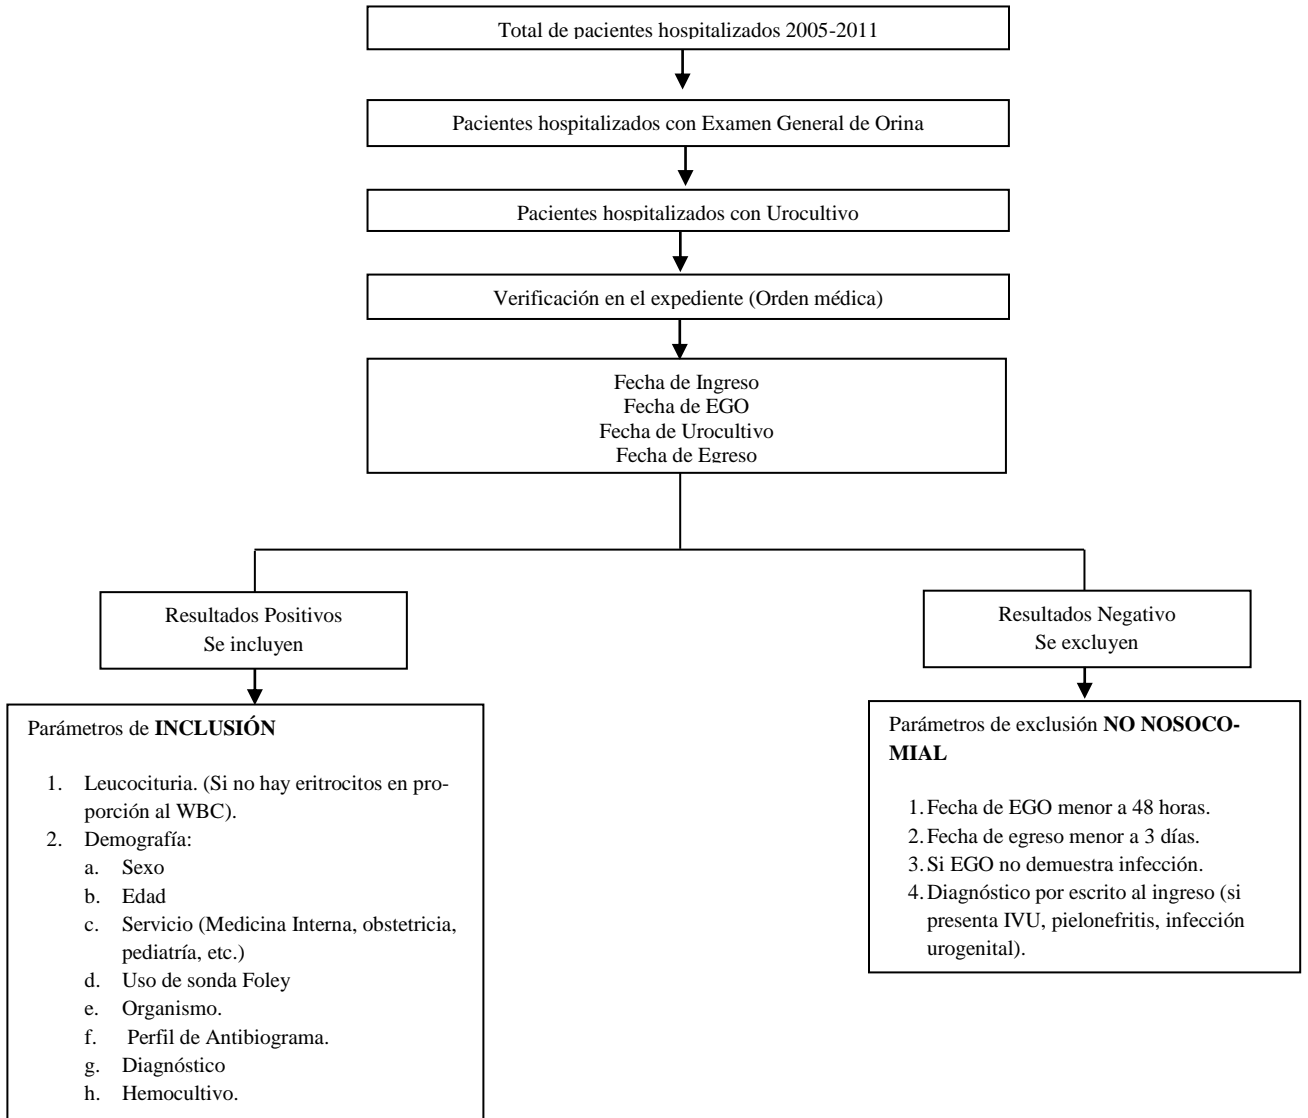 Total de pacientes hospitalizados 2005-2011
Pacientes hospitalizados con Examen General de Orina
Pacientes hospitalizados con Urocultivo
Verificación en el expediente (Orden médica)
Fecha de Ingreso
Fecha de EGO
Fecha de Urocultivo
Fecha de Egreso
Resultados Positivos
Se incluyen
Resultados Negativo
Se excluyen
Parámetros de INCLUSIÓN
1. Leucocituria. (Si no hay eritrocitos en pro-
porción al WBC).
2. Demografía:
a. Sexo
b. Edad
c. Servicio (Medicina Interna, obstetricia,
pediatría, etc.)
d. Uso de sonda Foley
e. Organismo.
f. Perfil de Antibiograma.
g. Diagnóstico
h. Hemocultivo.
Parámetros de exclusión NO NOSOCO-
MIAL
1. Fecha de EGO menor a 48 horas.
2. Fecha de egreso menor a 3 días.
3. Si EGO no demuestra infección.
4. Diagnóstico por escrito al ingreso (si
presenta IVU, pielonefritis, infección
urogenital).